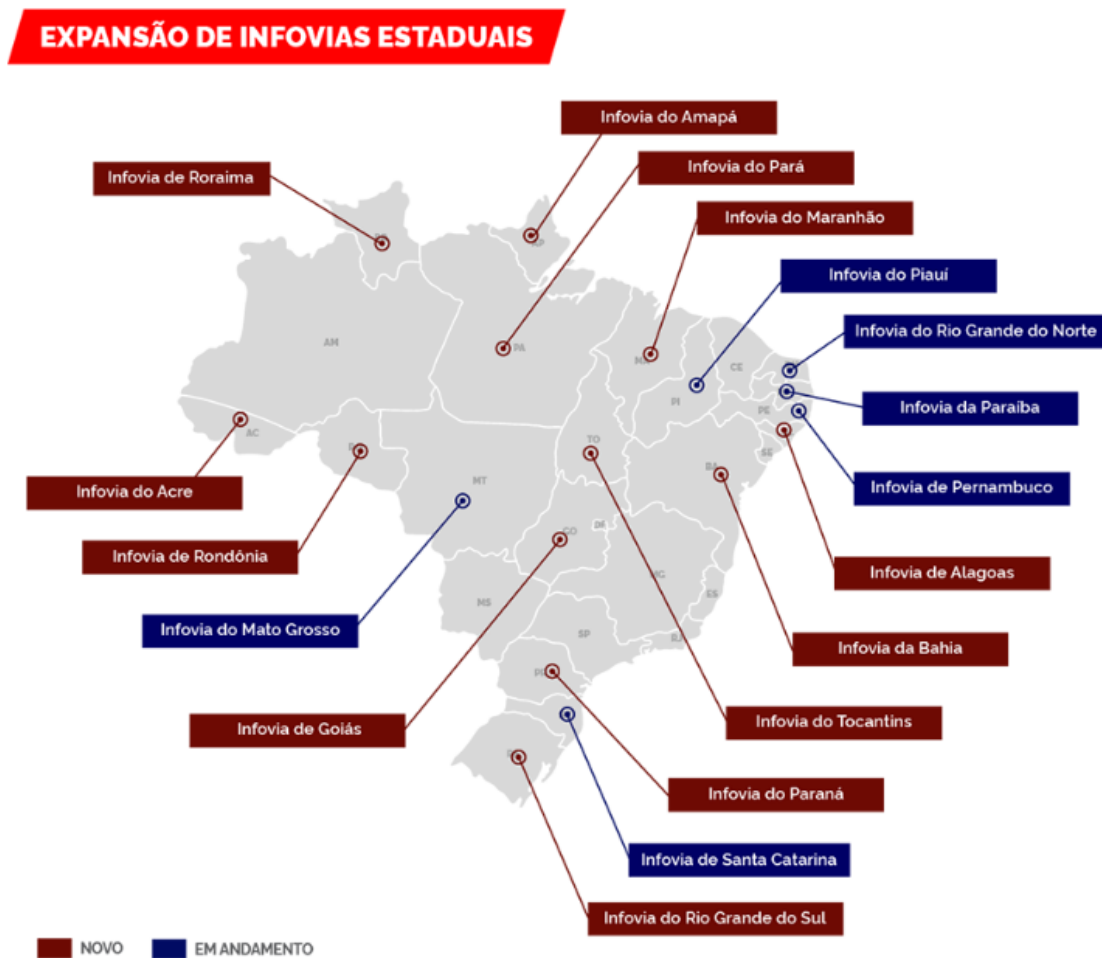 EXPANSÃO DE INFOVIAS ESTADUAIS
Infovia do Amapá
Infovia do Pará
Infovia de Roraima
Infovia do Maranhão
Infovia do Piauí
Infovia do Rio Grande do Norte
Infovia da Paraíba
Infovia de Pernambuco
Infovia do Acre
Infovia de Rondônia
Infovia de Alagoas
Infovia do Mato Grosso
Infovia da Bahia
Infovia de Goiás
Infovia do Tocantins
Infovia do Paraná
Infovia de Santa Catarina
Infovia do Rio Grande do Sul
AP
AM
PA
CE
PI
PE
AC
TO
SE
BA
MT
GO
DF
MG
ES
MS
SP
RJ
NOVO
EM ANDAMENTO